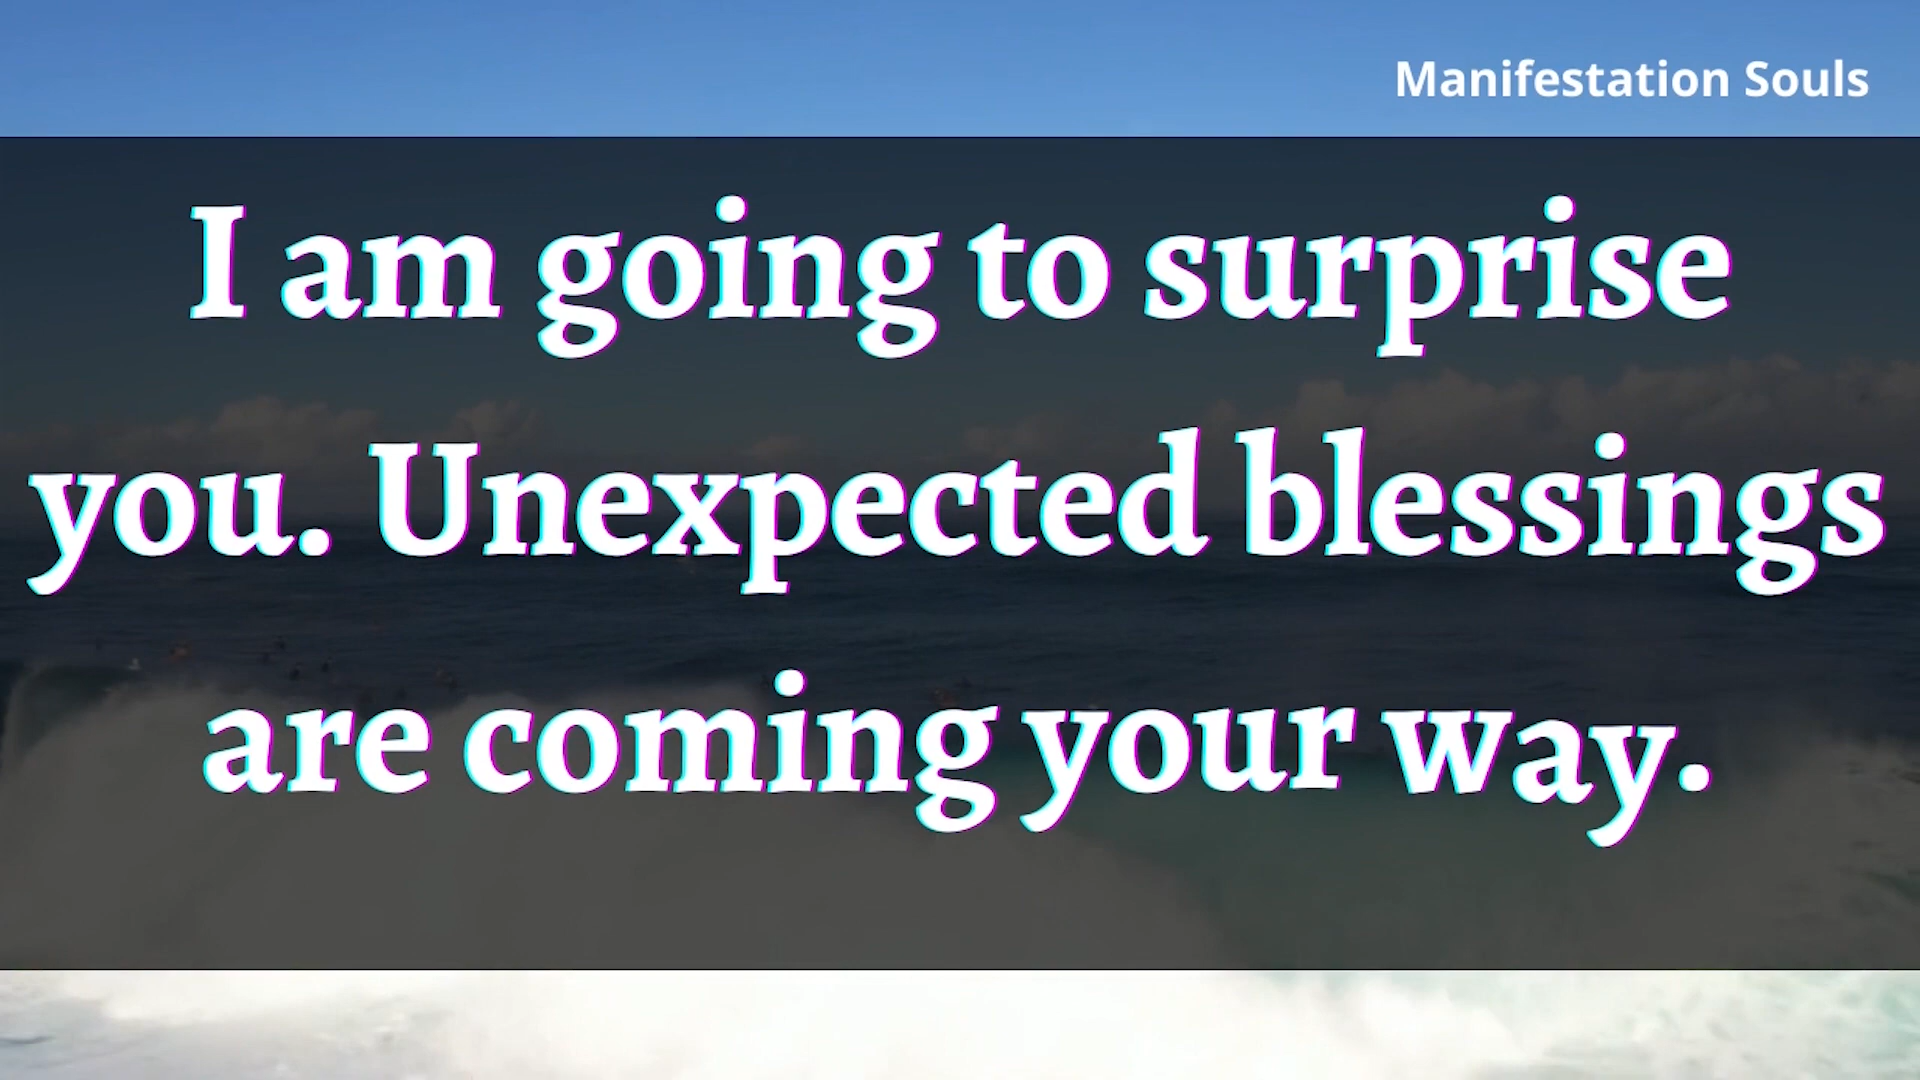 Manifestation Souls
I am going to surprise
you. Unexpected blessings
are coming your way.